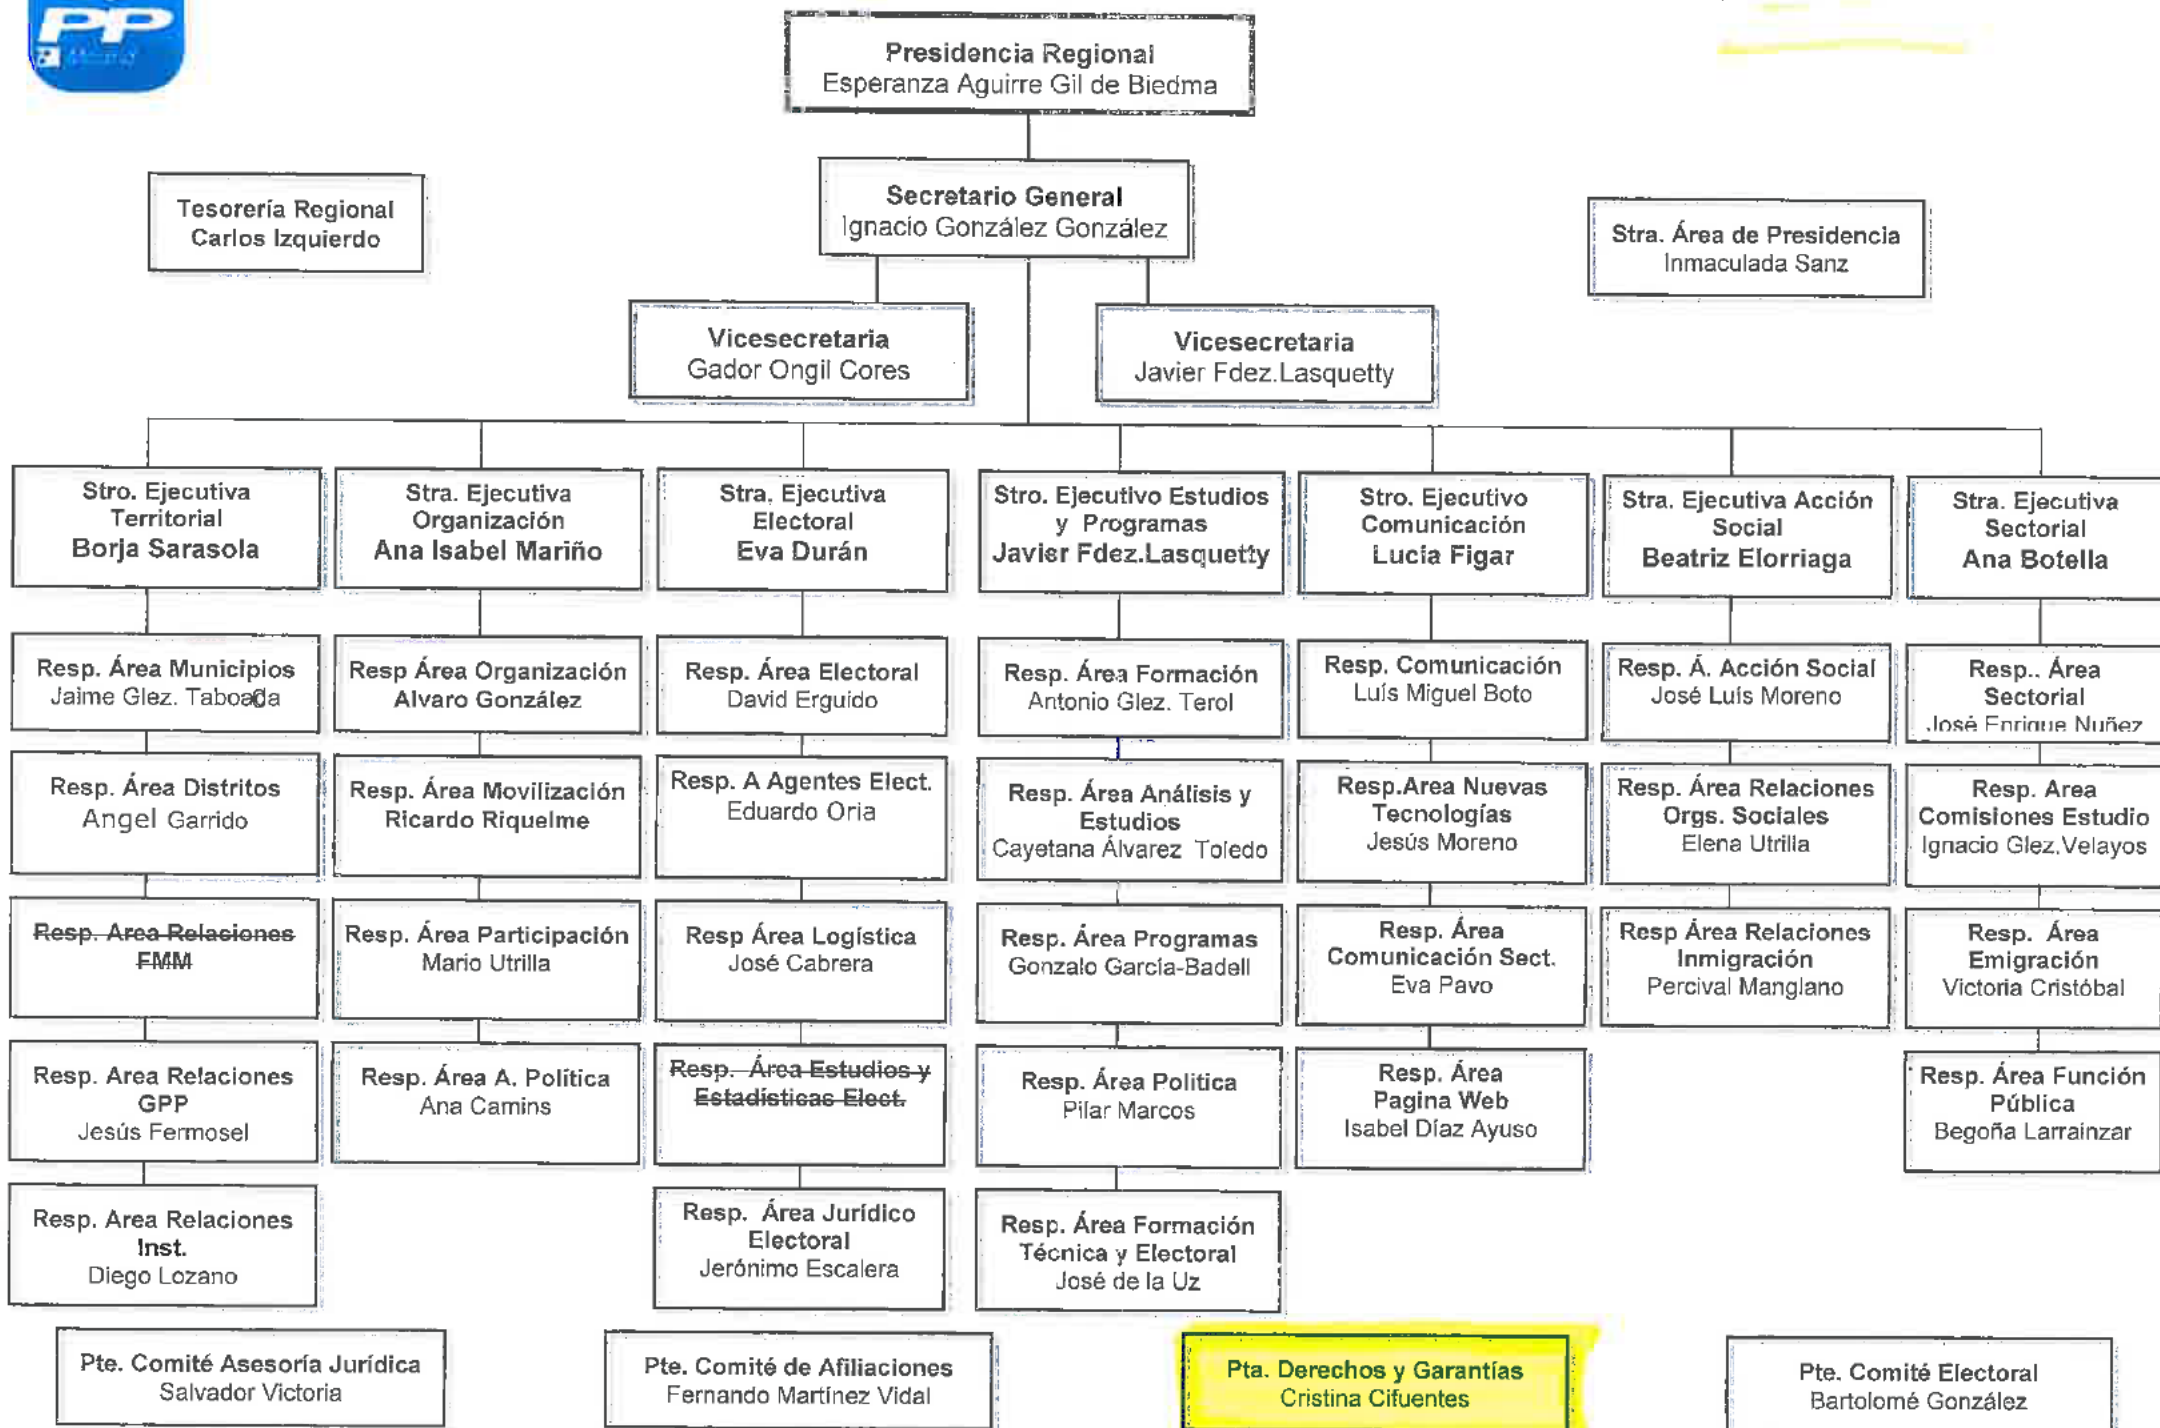 PP
Presidencia Regional
Esperanza Aguirre Gil de Biedma
Tesorería Regional
Carlos Izquierdo
Secretario General
Ignacio González González
Stra. Área de Presidencia
Inmaculada Sanz
Vicesecretaria
Gador Ongil Cores
Vicesecretaria
Javier Fdez.Lasquetty
Stro. Ejecutiva
Territorial
Borja Sarasola
Stra. Ejecutiva
Organización
Ana Isabel Mariño
Stra. Ejecutiva
Electoral
Eva Durán
Stro. Ejecutivo Estudios
y Programas
Javier Fdez.Lasquetty
Stro. Ejecutivo
Comunicación
Lucía Figar
Stra. Ejecutiva Acción
Social
Beatriz Elorriaga
Stra. Ejecutiva
Sectorial
Ana Botella
Resp. Área Municipios
Jaime Glez. Taboada
Resp Área Organización
Alvaro González
Resp. Área Electoral
David Erguido
Resp. Área Formación
Antonio Glez. Terol
Resp. Comunicación
Luís Miguel Boto
Resp. Á. Acción Social
José Luís Moreno
Resp.. Área
Sectorial
José Enrique Nuñez
Resp. Área Distritos
Angel Garrido
Resp. Área Movilización
Ricardo Riquelme
Resp. A Agentes Elect.
Eduardo Oria
Resp. Área Análisis y
Estudios
Cayetana Álvarez Toledo
Resp.Area Nuevas
Tecnologías
Jesús Moreno
Resp. Área Relaciones
Orgs. Sociales
Elena Utrilla
Resp. Area
Comisiones Estudio
Ignacio Glez.Velayos
Resp. Area Relaciones
FMM
Resp. Área Participación
Mario Utrilla
Resp Área Logística
José Cabrera
Resp. Área Programas
Gonzalo García-Badell
Resp. Área
Comunicación Sect.
Eva Pavo
Resp Área Relaciones
Inmigración
Percival Manglano
Resp. Área
Emigración
Victoria Cristóbal
Resp. Area Relaciones
GPP
Jesús Fermosel
Resp. Área A. Política
Ana Camins
Resp. Área Estudios y
Estadísticas Elect.
Resp. Área Politica
Pilar Marcos
Resp. Área
Pagina Web
Isabel Díaz Ayuso
Resp. Área Función
Pública
Begoña Larrainzar
Resp. Area Relaciones
Inst.
Diego Lozano
Resp. Área Jurídico
Electoral
Jerónimo Escalera
Resp. Área Formación
Técnica y Electoral
José de la Uz
Pte. Comité Asesoría Jurídica
Salvador Victoria
Pte. Comité de Afiliaciones
Fernando Martínez Vidal
Pta. Derechos y Garantías
Cristina Cifuentes
Pte. Comité Electoral
Bartolomé González